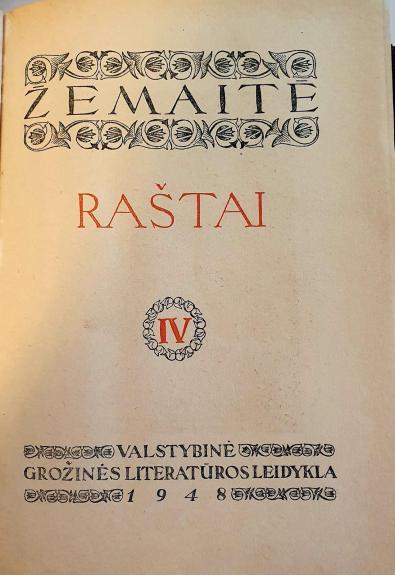 ŽEMAITĖ
RAŠTAI
IV
VALSTYBINĖ
GROŽINĖS LITERATŪROS LEIDYKLA
1948